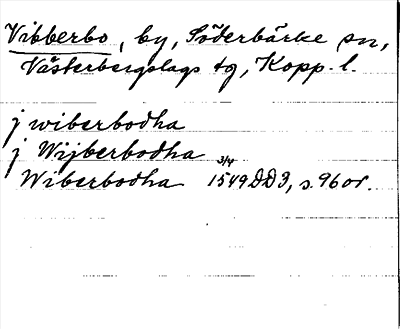 Vibberbo, by, Söderbärke sn,
Västerbergslags tg, Kopp. l.
j wiberbodha
j Wijberbodha
Wiberbodha 3/4 1549 DD3, s. 96 or.